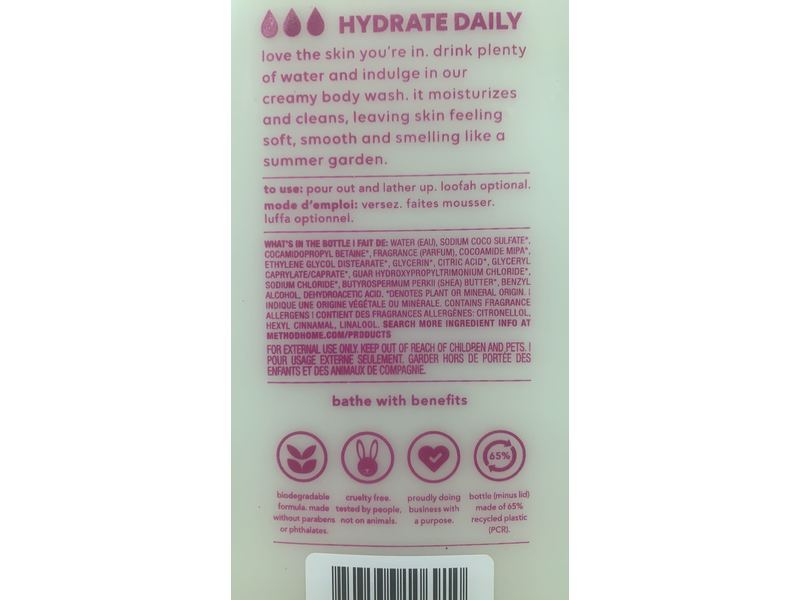 HYDRATE DAILY
love the skin you're in. drink plenty
of water and indulge in our
creamy body wash. it moisturizes
and cleans, leaving skin feeling
soft, smooth and smelling like a
summer garden.
to use: pour out and lather up. loofah optional.
mode d'emploi: versez. faites mousser.
luffa optionnel.
WHAT'S IN THE BOTTLE I FAIT DE: WATER (EAU), SODIUM COCO SULFATE*,
COCAMIDOPROPYL BETAINE*, FRAGRANCE (PARFUM), COCOAMIDE MIPA*,
ETHYLENE GLYCOL DISTEARATE*, GLYCERIN*, CITRIC ACID*, GLYCERYL
CAPRYLATE/CAPRATE*, GUAR HYDROXYPROPYLTRIMONIUM CHLORIDE*,
SODIUM CHLORIDE*, BUTYROSPERMUM PERKII (SHEA) BUTTER*, BENZYL
ALCOHOL, DEHYDROACETIC ACID. *DENOTES PLANT OR MINERAL ORIGIN. I
INDIQUE UNE ORIGINE VÉGÉTALE OU MINÉRALE. CONTAINS FRAGRANCE
ALLERGENS I CONTIENT DES FRAGRANCES ALLERGÈNES: CITRONELLOL,
HEXYL CINNAMAL, LINALOOL. SEARCH MORE INGREDIENT INFO AT
METHODHOME.COM/PRODUCTS
FOR EXTERNAL USE ONLY. KEEP OUT OF REACH OF CHILDREN AND PETS. I
POUR USAGE EXTERNE SEULEMENT. GARDER HORS DE PORTÉE DES
ENFANTS ET DES ANIMAUX DE COMPAGNIE.
bathe with benefits
65%
biodegradable
formula. made
without parabens
or phthalates.
cruelty free.
tested by people,
not on animals.
proudly doing
business with
a purpose.
bottle (minus lid)
made of 65%
recycled plastic
(PCR).